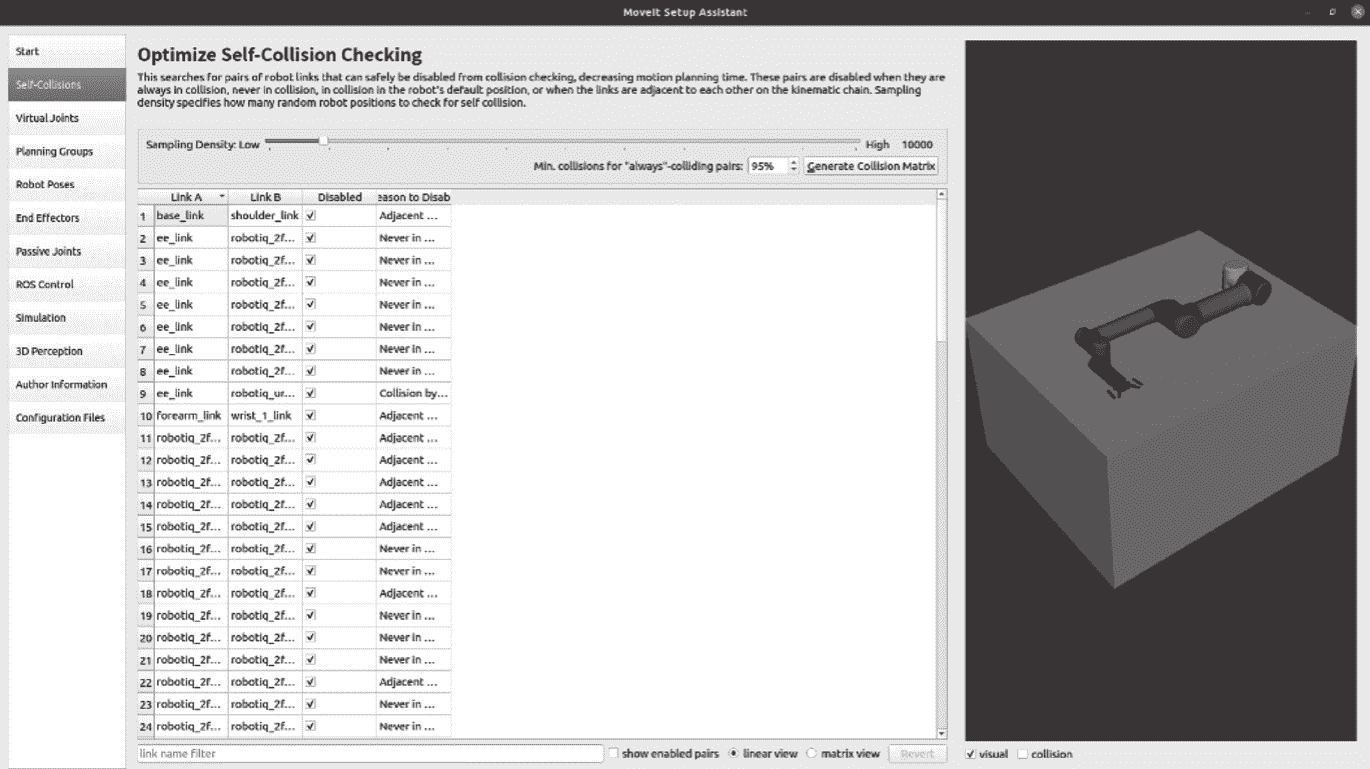 MoveIt Setup Assistant
Start
Self-Collisions
Virtual Joints
Planning Groups
Robot Poses
End Effectors
Passive Joints
ROS Control
Simulation
3D Perception
Author Information
Configuration Files
Optimize Self-Collision Checking
This searches for pairs of robot links that can safely be disabled from collision checking, decreasing motion planning time. These pairs are disabled when they are
always in collision, never in collision, in collision in the robot's default position, or when the links are adjacent to each other on the kinematic chain. Sampling
density specifies how many random robot positions to check for self collision.
Sampling Density: Low High 10000
Min. collisions for "always"-colliding pairs: 95% Generate Collision Matrix
Link A Link B Disabled eason to Disab
1 base_link shoulder_link Adjacent ...
2 ee_link robotiq_2f... Never in ...
3 ee_link robotiq_2f... Never in ...
4 ee_link robotiq_2f... Never in ...
5 ee_link robotiq_2f... Never in ...
6 ee_link robotiq_2f... Never in ...
7 ee_link robotiq_2f... Never in ...
8 ee_link robotiq_2f... Never in ...
9 ee_link robotiq_ur... Collision by...
10 forearm_link wrist_1_link Adjacent ...
11 robotiq_2f... robotiq_2f... Adjacent ...
12 robotiq_2f... robotiq_2f... Adjacent ...
13 robotiq_2f... robotiq_2f... Adjacent ...
14 robotiq_2f... robotiq_2f... Adjacent ...
15 robotiq_2f... robotiq_2f... Adjacent ...
16 robotiq_2f... robotiq_2f... Never in ...
17 robotiq_2f... robotiq_2f... Never in ...
18 robotiq_2f... robotiq_2f... Adjacent ...
19 robotiq_2f... robotiq_2f... Never in ...
20 robotiq_2f... robotiq_2f... Never in ...
21 robotiq_2f... robotiq_2f... Never in ...
22 robotiq_2f... robotiq_2f... Adjacent ...
23 robotiq_2f... robotiq_2f... Never in ...
24 robotiq_2f... robotiq_2f... Never in ...
link name filter show enabled pairs linear view matrix view Revert visual collision